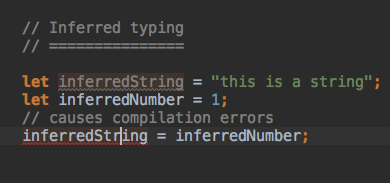 // Inferred typing
// ===============
let inferredString = "this is a string";
let inferredNumber = 1;
// causes compilation errors
inferredString = inferredNumber;